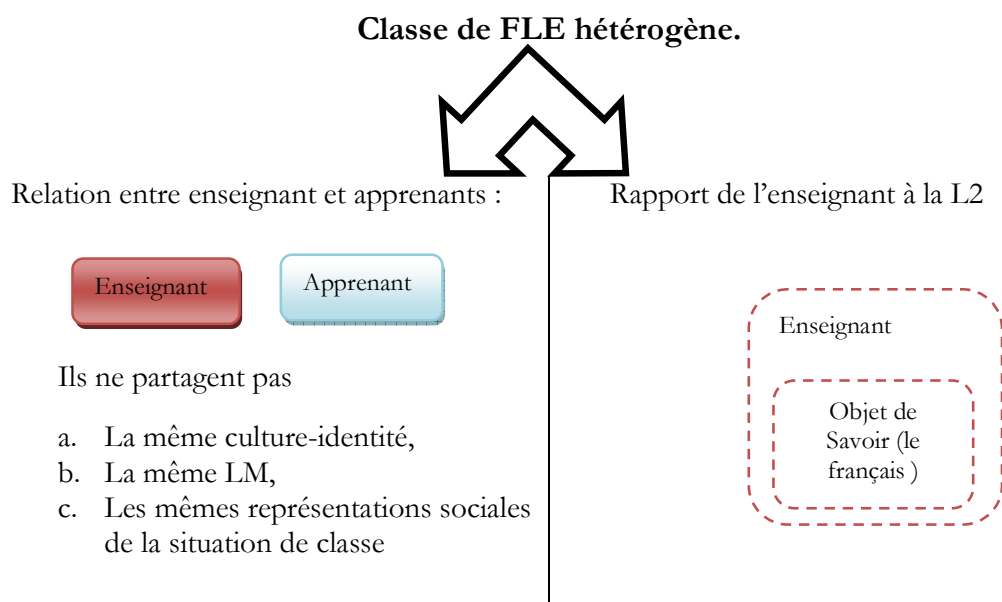 Classe de FLE hétérogène.
Relation entre enseignant et apprenants :
Enseignant
Apprenant
Ils ne partagent pas
a. La même culture-identité,
b. La même LM,
c. Les mêmes représentations sociales
de la situation de classe
Rapport de l’enseignant à la L2
Enseignant
Objet de
Savoir (le
français )